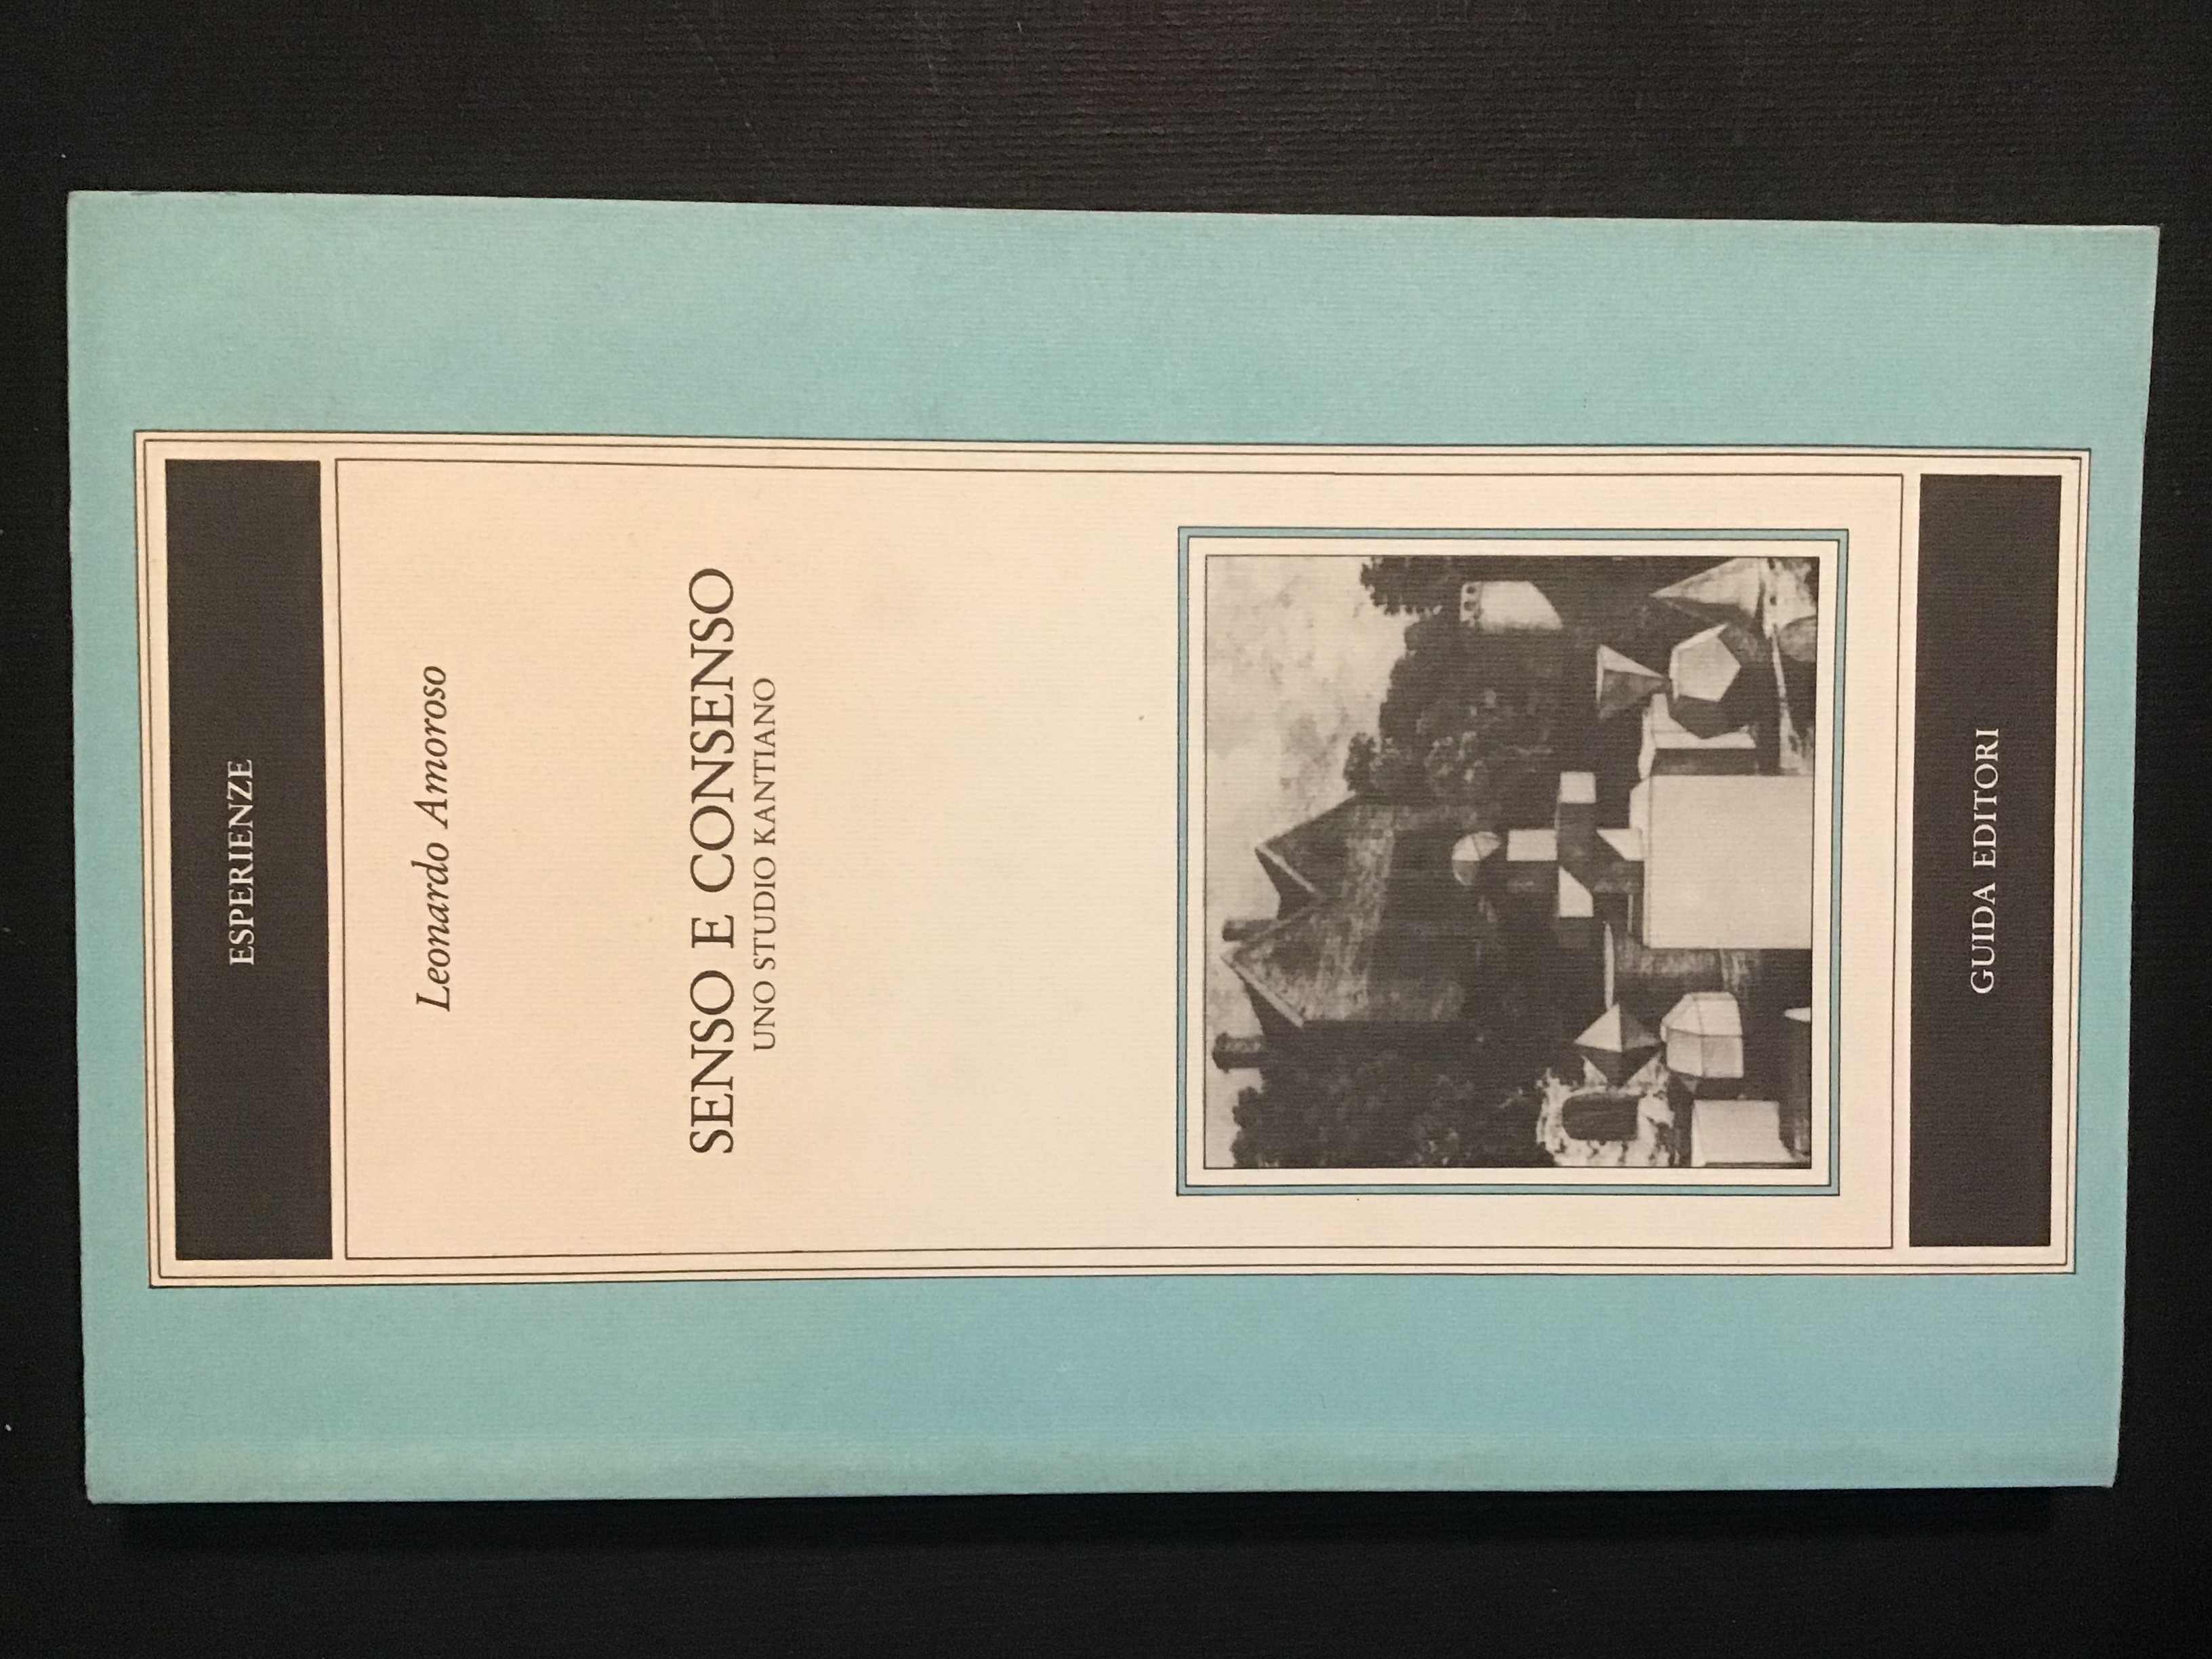 ESPERIENZE
Leonardo Amoroso
SENSO E CONSENSO
UNO STUDIO KANTIANO
GUIDA EDITORI